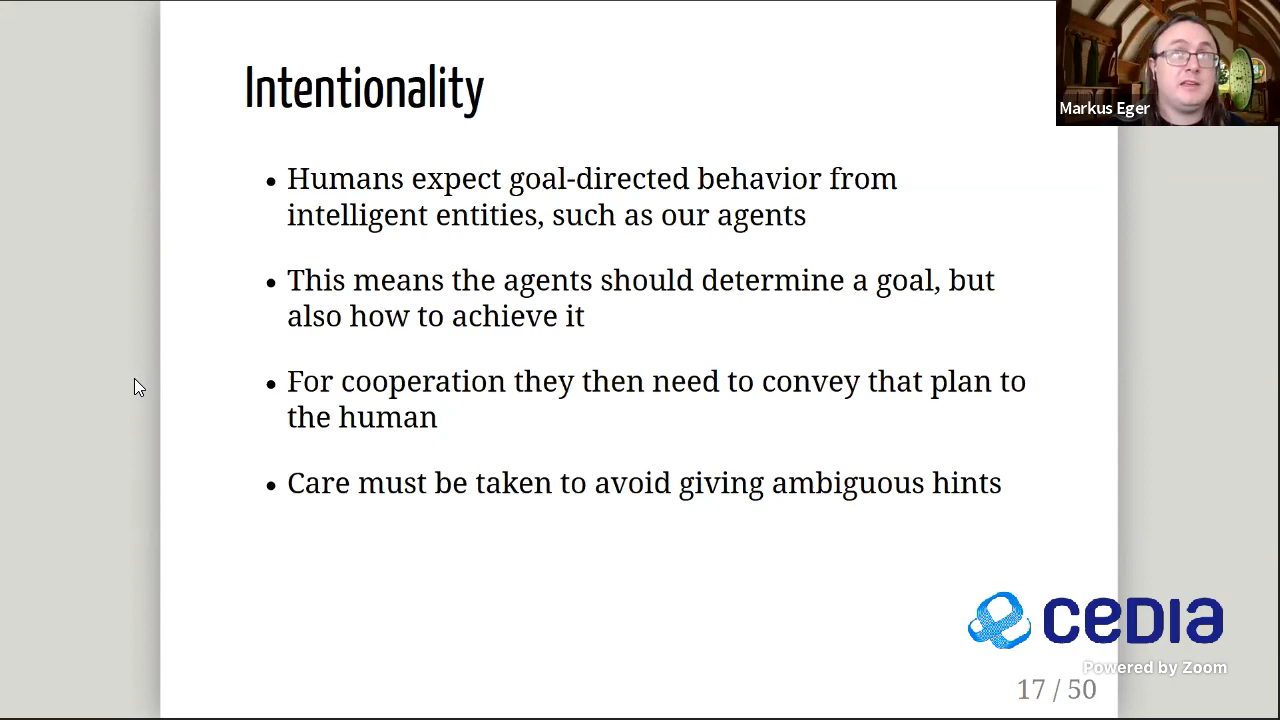 Intentionality
Markus Eger
Humans expect goal-directed behavior from
intelligent entities, such as our agents
This means the agents should determine a goal, but
also how to achieve it
For cooperation they then need to convey that plan to
the human
Care must be taken to avoid giving ambiguous hints
ceDIa
Powered by Zoom
17 / 50